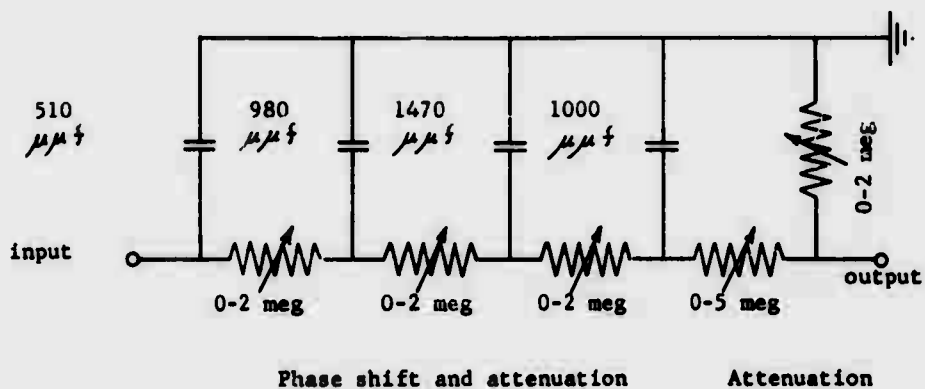 510 980 1470 1000
μμf μμf μμf μμf
0-2 meg
input
output
0-2 meg 0-2 meg 0-2 meg 0-5 meg
Phase shift and attenuation Attenuation